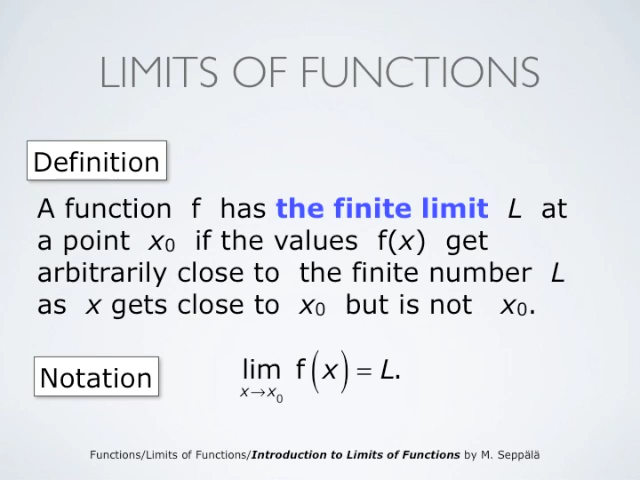 LIMITS OF FUNCTIONS
Definition
A function f has the finite limit L at
a point x₀ if the values f(x) get
arbitrarily close to the finite number L
as x gets close to x₀ but is not x₀.
Notation
lim f(x) = L.
x→x₀
Functions/Limits of Functions/Introduction to Limits of Functions by M. Seppälä